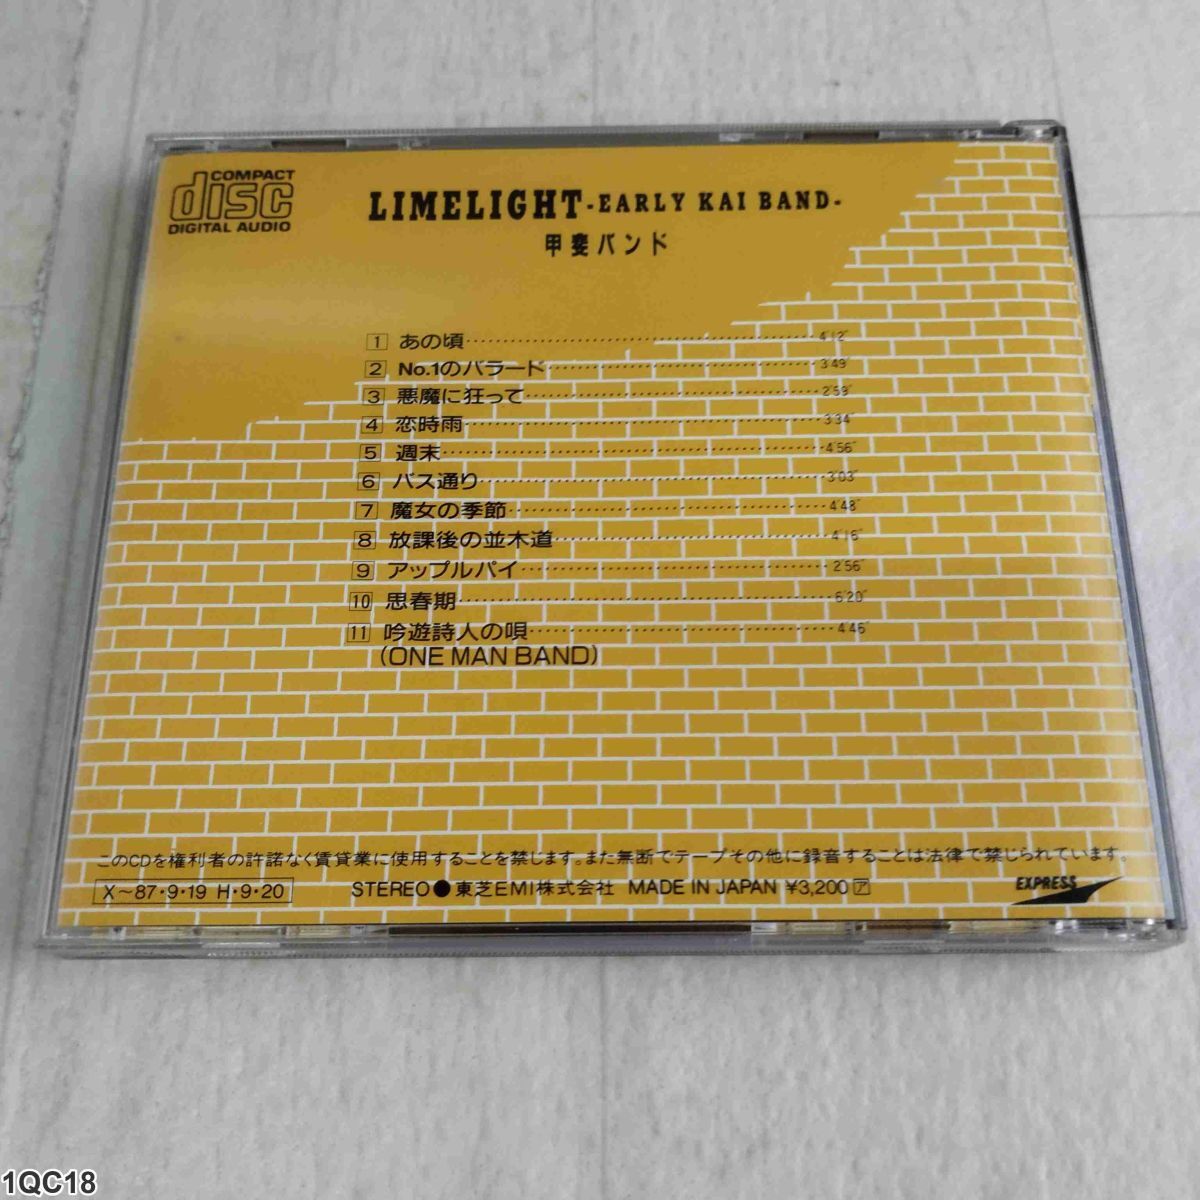 COMPACT
disc
DIGITAL AUDIO
LIMELIGHT-EARLY KAI BAND-
甲斐バンド
1 あの頃 4'12"
2 No.1のバラード 3'49"
3 悪魔に狂って 2'59"
4 恋時雨 3'34"
5 週末 4'56"
6 バス通り 3'03"
7 魔女の季節 4'48"
8 放課後の並木道 4'16"
9 アップルパイ 2'56"
10 思春期 6'20"
11 吟遊詩人の唄 4'46"
(ONE MAN BAND)
このCDを権利者の許諾なく賃貸業に使用することを禁じます。また無断でテープその他に録音することは法律で禁じられています。
X〜87・9・19 H・9・20
STEREO● 東芝EMI株式会社 MADE IN JAPAN ¥3,200 ア
EXPRESS
1QC18